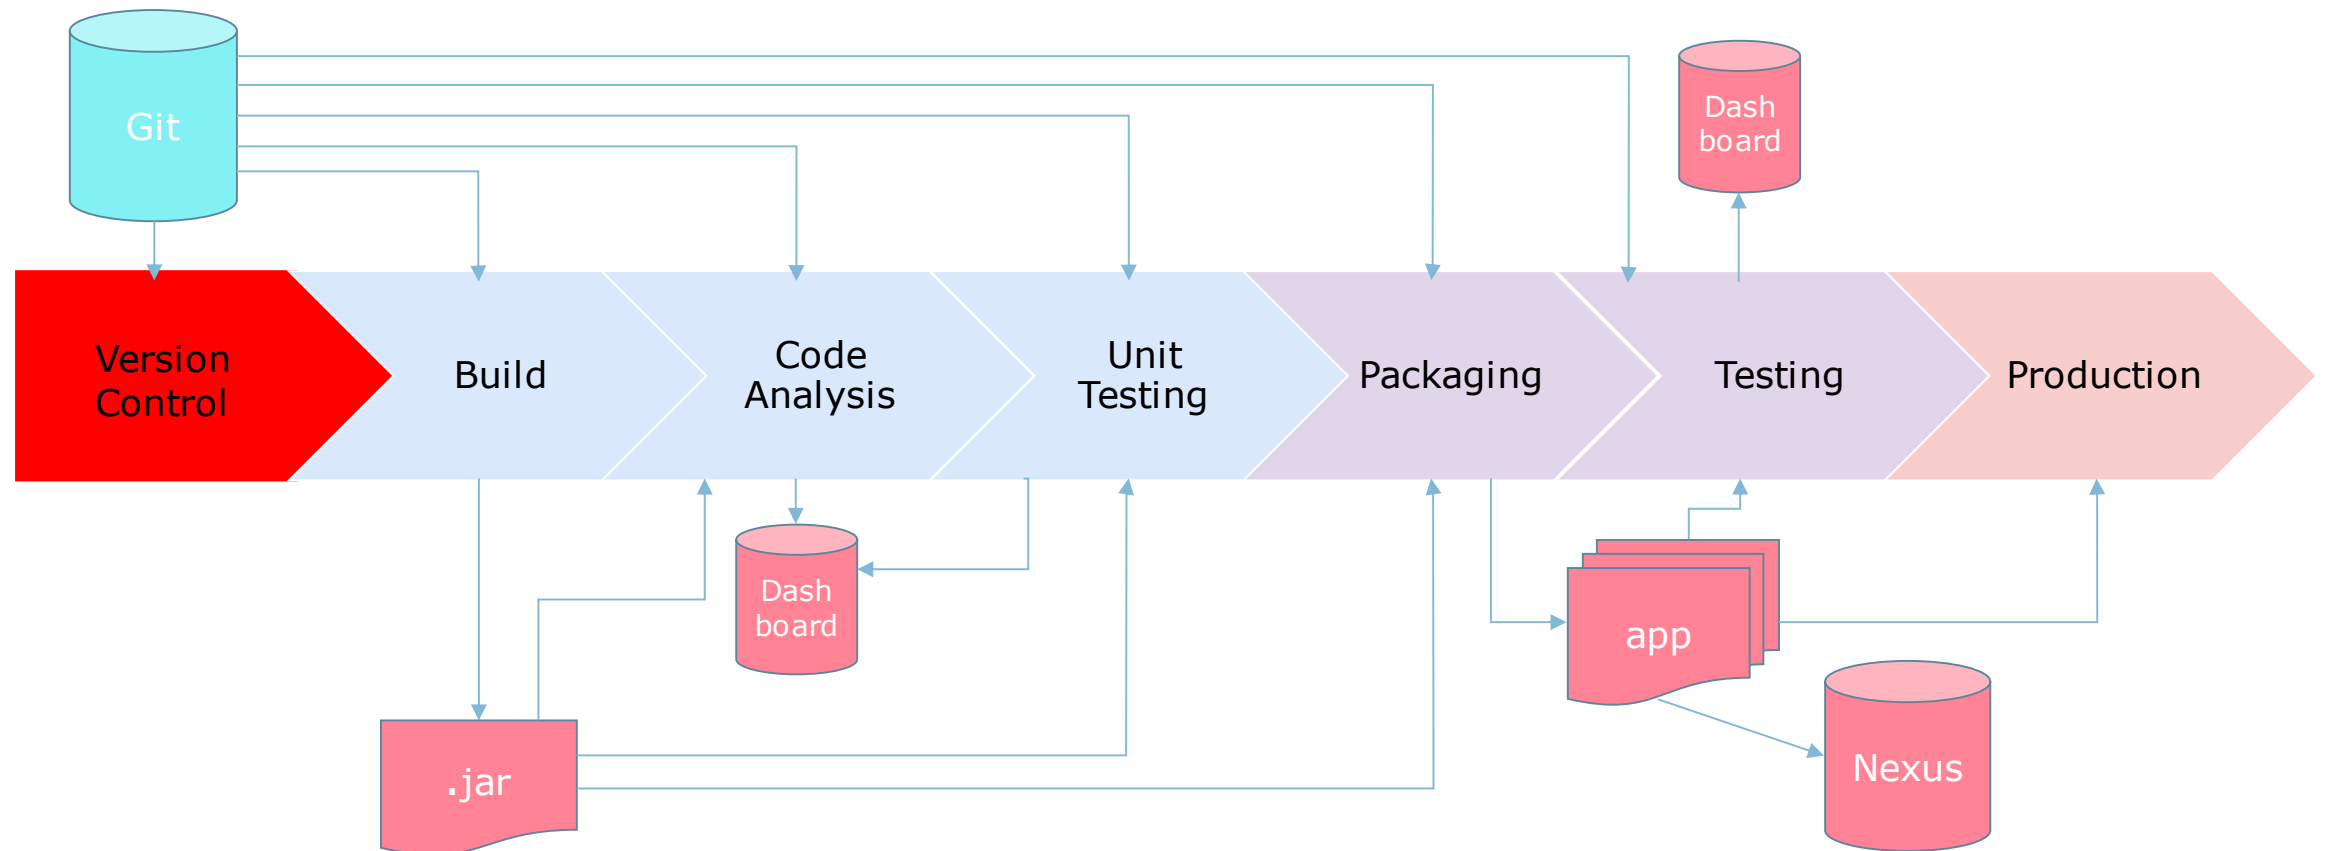 Git
Dash
board
Version
Control
Build
Code
Analysis
Unit
Testing
Packaging
Testing
Production
Dash
board
app
.jar
Nexus